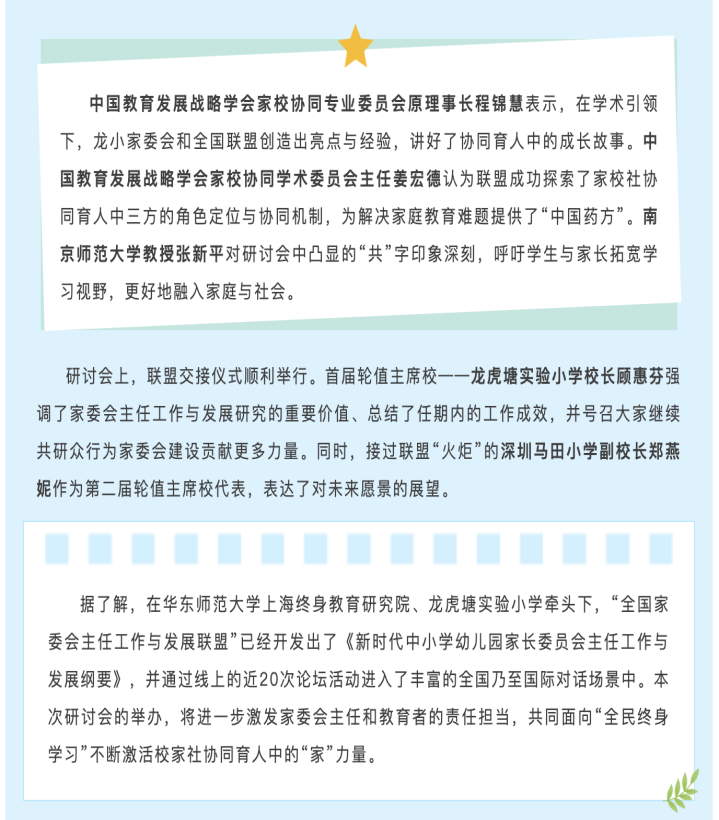 中国教育发展战略学会家校协同专业委员会原理事长程锦慧表示，在学术引领
下，龙小家委会和全国联盟创造出亮点与经验，讲好了协同育人中的成长故事。中
国教育发展战略学会家校协同学术委员会主任姜宏德认为联盟成功探索了家校社协
同育人中三方的角色定位与协同机制，为解决家庭教育难题提供了“中国药方”。南
京师范大学教授张新平对研讨会中凸显的“共”字印象深刻，呼吁学生与家长拓宽学
习视野，更好地融入家庭与社会。
研讨会上，联盟交接仪式顺利举行。首届轮值主席校——龙虎塘实验小学校长顾惠芬强
调了家委会主任工作与发展研究的重要价值、总结了任期内的工作成效，并号召大家继续
共研众行为家委会建设贡献更多力量。同时，接过联盟“火炬”的深圳马田小学副校长郑燕
妮作为第二届轮值主席校代表，表达了对未来愿景的展望。
据了解，在华东师范大学上海终身教育研究院、龙虎塘实验小学牵头下，“全国家
委会主任工作与发展联盟”已经开发出了《新时代中小学幼儿园家长委员会主任工作与
发展纲要》，并通过线上的近20次论坛活动进入了丰富的全国乃至国际对话场景中。本
次研讨会的举办，将进一步激发家委会主任和教育者的责任担当，共同面向“全民终身
学习”不断激活校家社协同育人中的“家”力量。